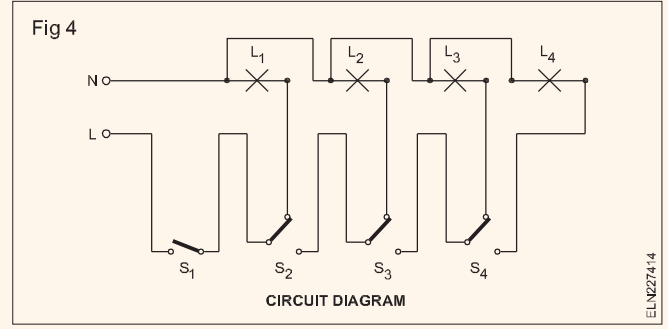 Fig 4
L1 L2 L3 L4
N
L
S1 S2 S3 S4
CIRCUIT DIAGRAM
ELN227414